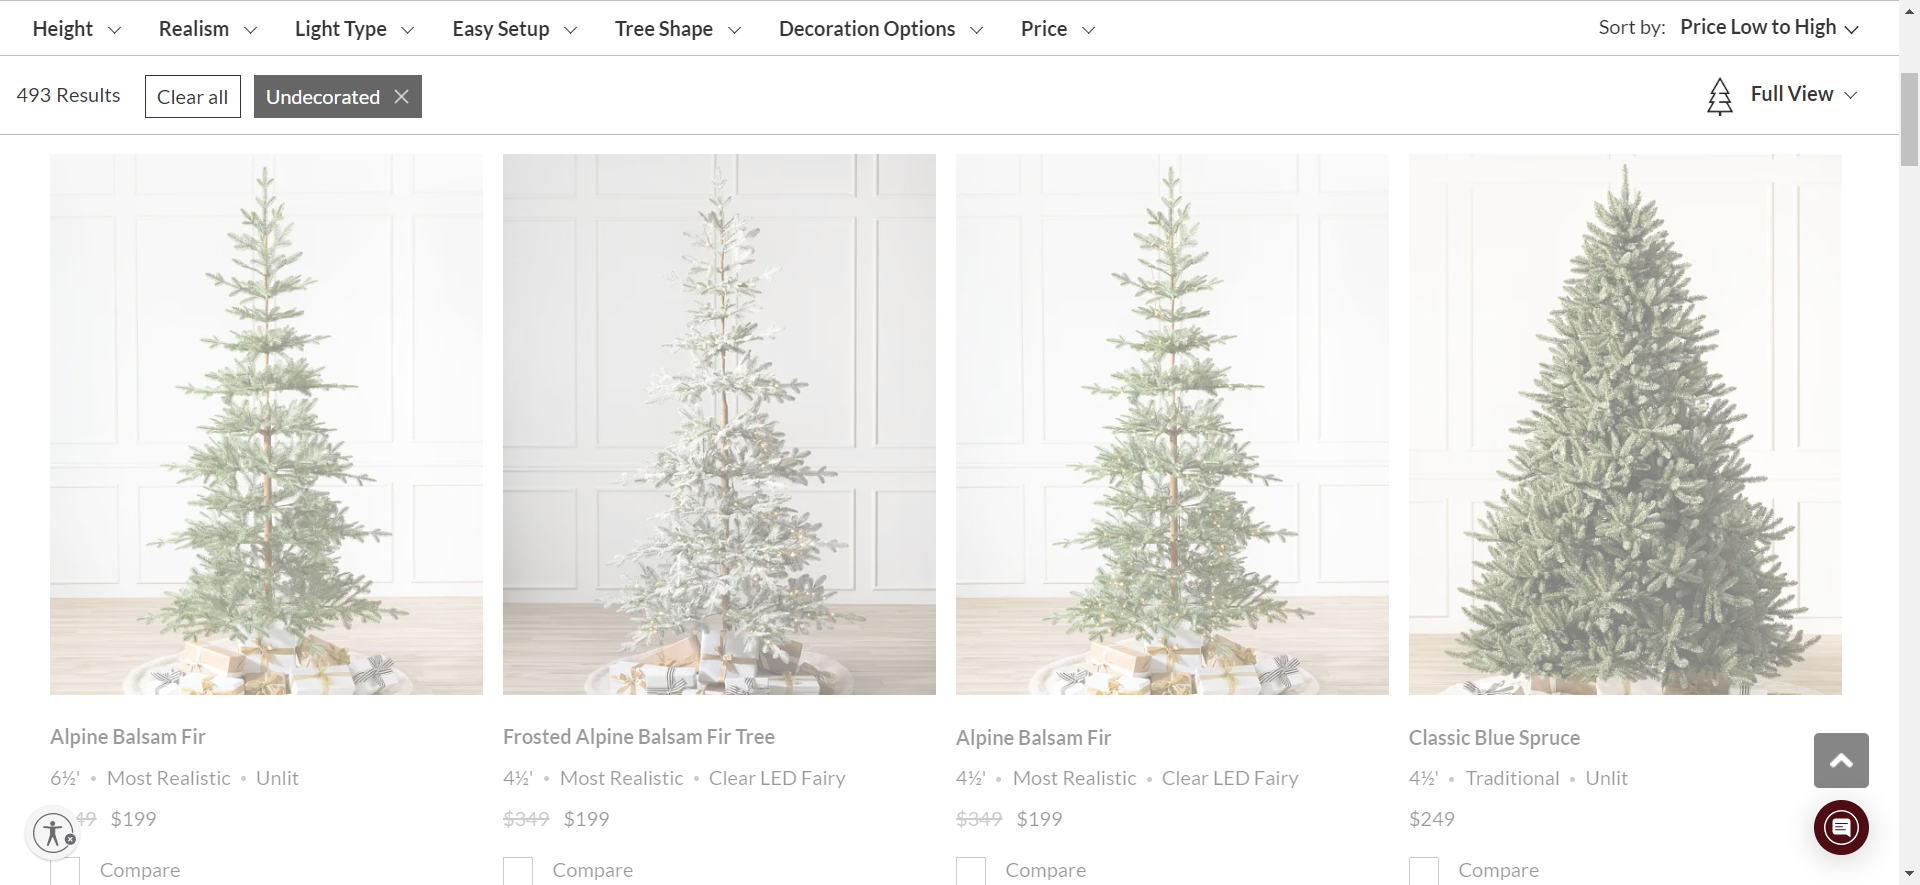 Height Realism Light Type Easy Setup Tree Shape Decoration Options Price Sort by: Price Low to High
493 Results Clear all Undecorated Full View
Alpine Balsam Fir
6½' • Most Realistic • Unlit
49 $199
Compare
Frosted Alpine Balsam Fir Tree
4½' • Most Realistic • Clear LED Fairy
$349 $199
Compare
Alpine Balsam Fir
4½' • Most Realistic • Clear LED Fairy
$349 $199
Compare
Classic Blue Spruce
4½' • Traditional • Unlit
$249
Compare